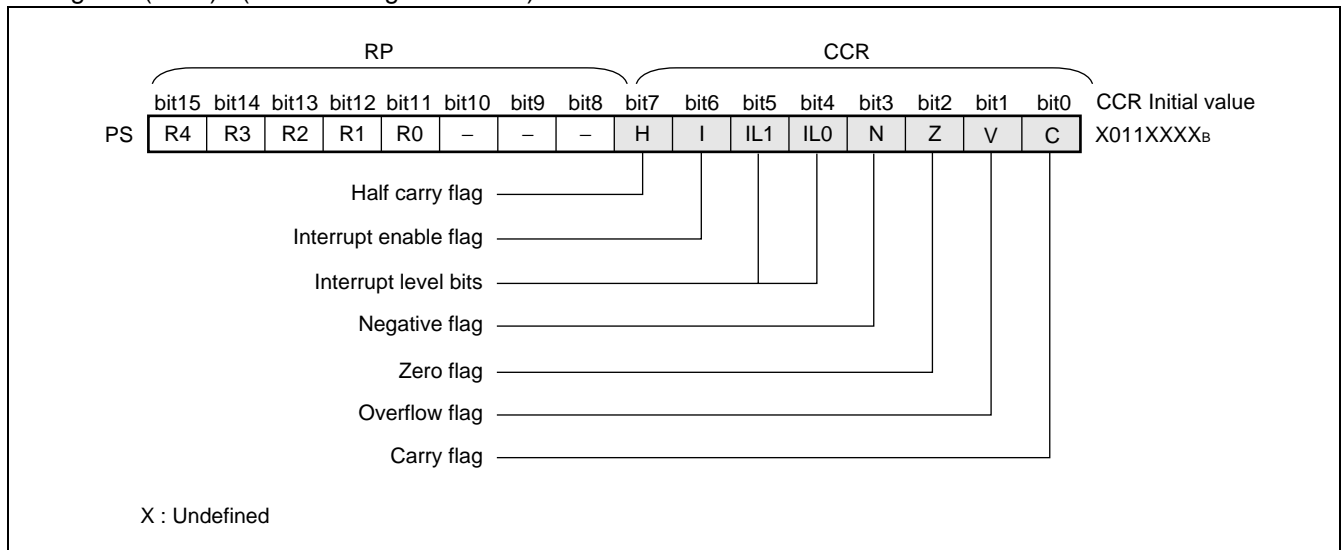 RP CCR
bit15 bit14 bit13 bit12 bit11 bit10 bit9 bit8 bit7 bit6 bit5 bit4 bit3 bit2 bit1 bit0 CCR Initial value
PS R4 R3 R2 R1 R0 – – – H I IL1 IL0 N Z V C X011XXXXB
Half carry flag
Interrupt enable flag
Interrupt level bits
Negative flag
Zero flag
Overflow flag
Carry flag
X : Undefined